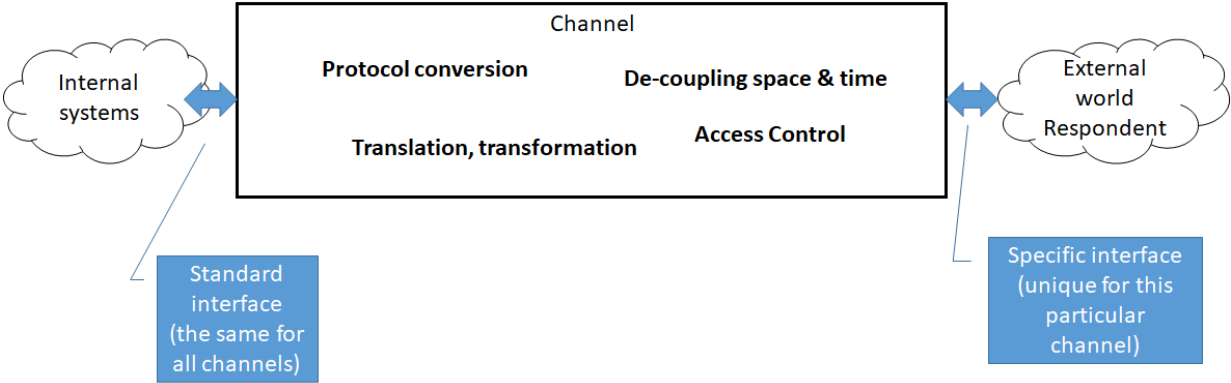 Channel
Protocol conversion
De-coupling space & time
Translation, transformation
Access Control
Internal
systems
External
world
Respondent
Standard
interface
(the same for
all channels)
Specific interface
(unique for this
particular
channel)